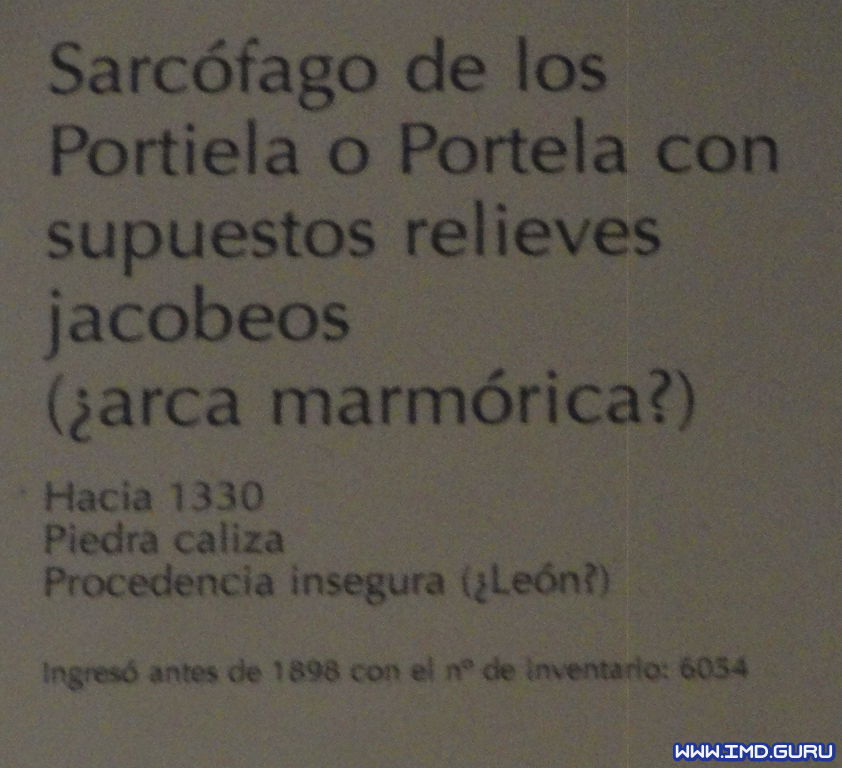 Sarcófago de los
Portiela o Portela con
supuestos relieves
jacobeos
(¿arca marmórica?)
Hacia 1330
Piedra caliza
Procedencia insegura (¿León?)
Ingresó antes de 1898 con el nº de inventario: 6054
WWW.IMD.GURU